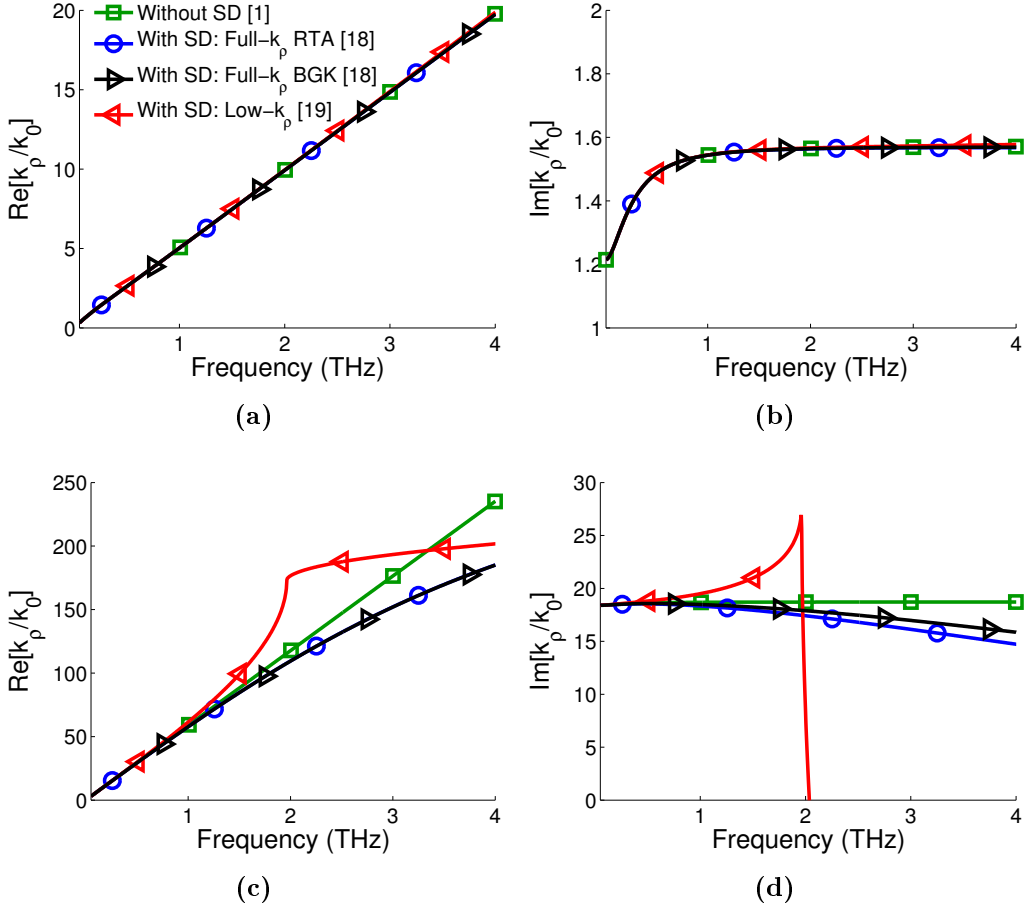 Without SD [1]
With SD: Full−kρ RTA [18]
With SD: Full−kρ BGK [18]
With SD: Low−kρ [19]
Re[kρ/k0]
20
15
10
5
0
1 2 3 4
Frequency (THz)
(a)
Im[kρ/k0]
2
1.8
1.6
1.4
1.2
1
1 2 3 4
Frequency (THz)
(b)
Re[kρ/k0]
250
200
150
100
50
0
1 2 3 4
Frequency (THz)
(c)
Im[kρ/k0]
30
25
20
15
10
5
0
1 2 3 4
Frequency (THz)
(d)